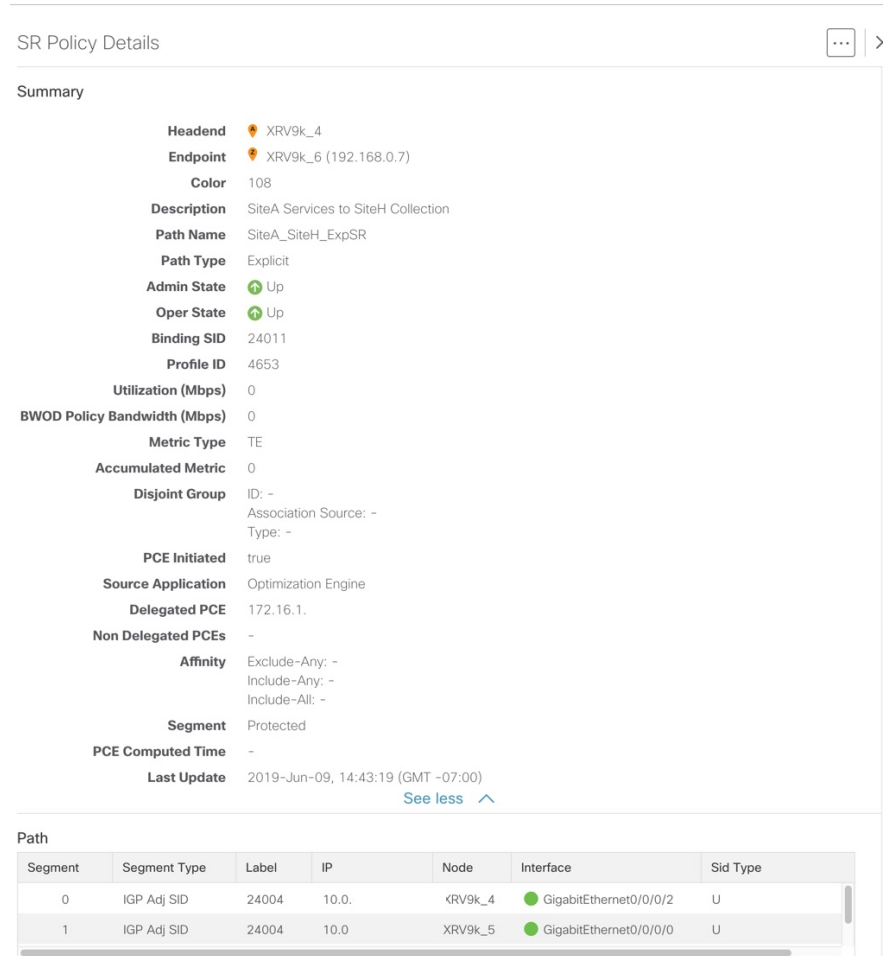 SR Policy Details
Summary
Headend A XRV9k_4
Endpoint Z XRV9k_6 (192.168.0.7)
Color 108
Description SiteA Services to SiteH Collection
Path Name SiteA_SiteH_ExpSR
Path Type Explicit
Admin State Up
Oper State Up
Binding SID 24011
Profile ID 4653
Utilization (Mbps) 0
BWOD Policy Bandwidth (Mbps) 0
Metric Type TE
Accumulated Metric 0
Disjoint Group ID: -
Association Source: -
Type: -
PCE Initiated true
Source Application Optimization Engine
Delegated PCE 172.16.1.
Non Delegated PCEs -
Affinity Exclude-Any: -
Include-Any: -
Include-All: -
Segment Protected
PCE Computed Time -
Last Update 2019-Jun-09, 14:43:19 (GMT -07:00)
See less
Path
Segment Segment Type Label IP Node Interface Sid Type
0 IGP Adj SID 24004 10.0. XRV9k_4 GigabitEthernet0/0/0/2 U
1 IGP Adj SID 24004 10.0 XRV9k_5 GigabitEthernet0/0/0/0 U